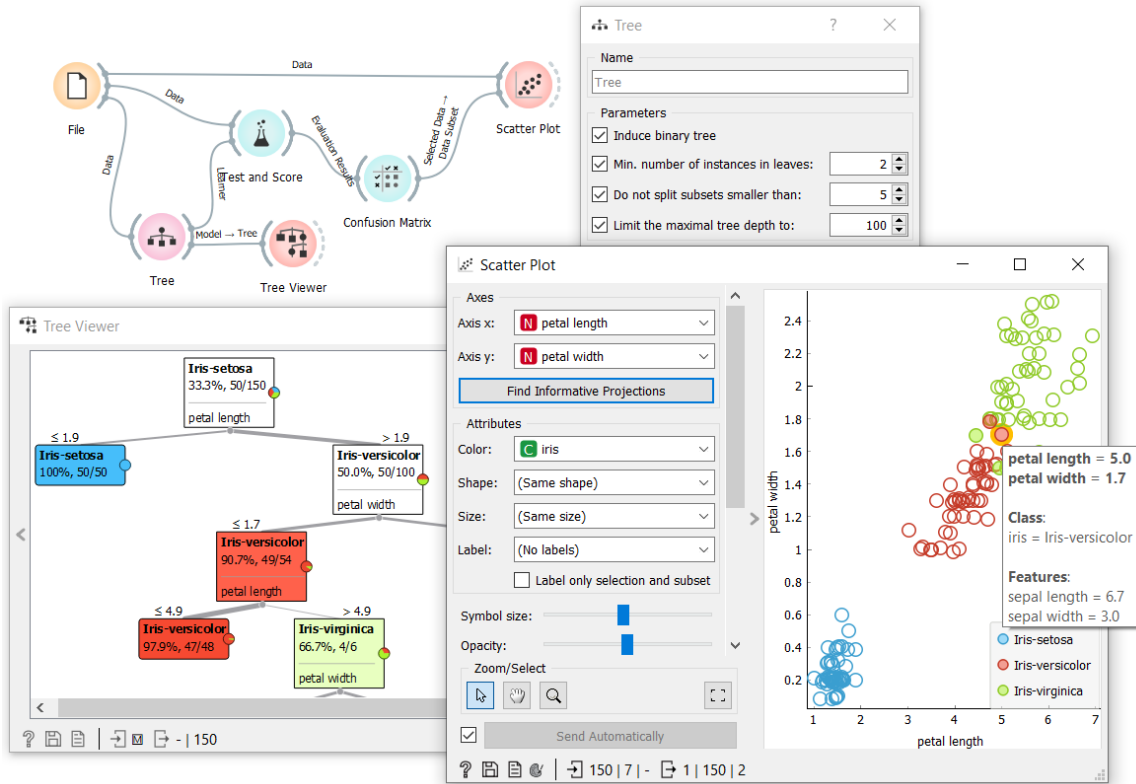 Data
File
Data
Data
Learner
Test and Score
Evaluation Results
Confusion Matrix
Selected Data →
Data Subset
Scatter Plot
Tree
Model → Tree
Tree Viewer
Tree
?
Name
Tree
Parameters
Induce binary tree
Min. number of instances in leaves: 2
Do not split subsets smaller than: 5
Limit the maximal tree depth to: 100
Tree Viewer
Iris-setosa
33.3%, 50/150
petal length
≤ 1.9
> 1.9
Iris-setosa
100%, 50/50
Iris-versicolor
50.0%, 50/100
petal width
≤ 1.7
Iris-versicolor
90.7%, 49/54
petal length
≤ 4.9
> 4.9
Iris-versicolor
97.9%, 47/48
Iris-virginica
66.7%, 4/6
petal width
? M - | 150
Scatter Plot
Axes
Axis x: N petal length
Axis y: N petal width
Find Informative Projections
Attributes
Color: C iris
Shape: (Same shape)
Size: (Same size)
Label: (No labels)
Label only selection and subset
Symbol size:
Opacity:
Zoom/Select
Send Automatically
? 150 | 7 | - 1 | 150 | 2
petal width
2.4
2.2
2
1.8
1.6
1.4
1.2
1
0.8
0.6
0.4
0.2
1 2 3 4 5 6 7
petal length
petal length = 5.0
petal width = 1.7
Class:
iris = Iris-versicolor
Features:
sepal length = 6.7
sepal width = 3.0
Iris-setosa
Iris-versicolor
Iris-virginica